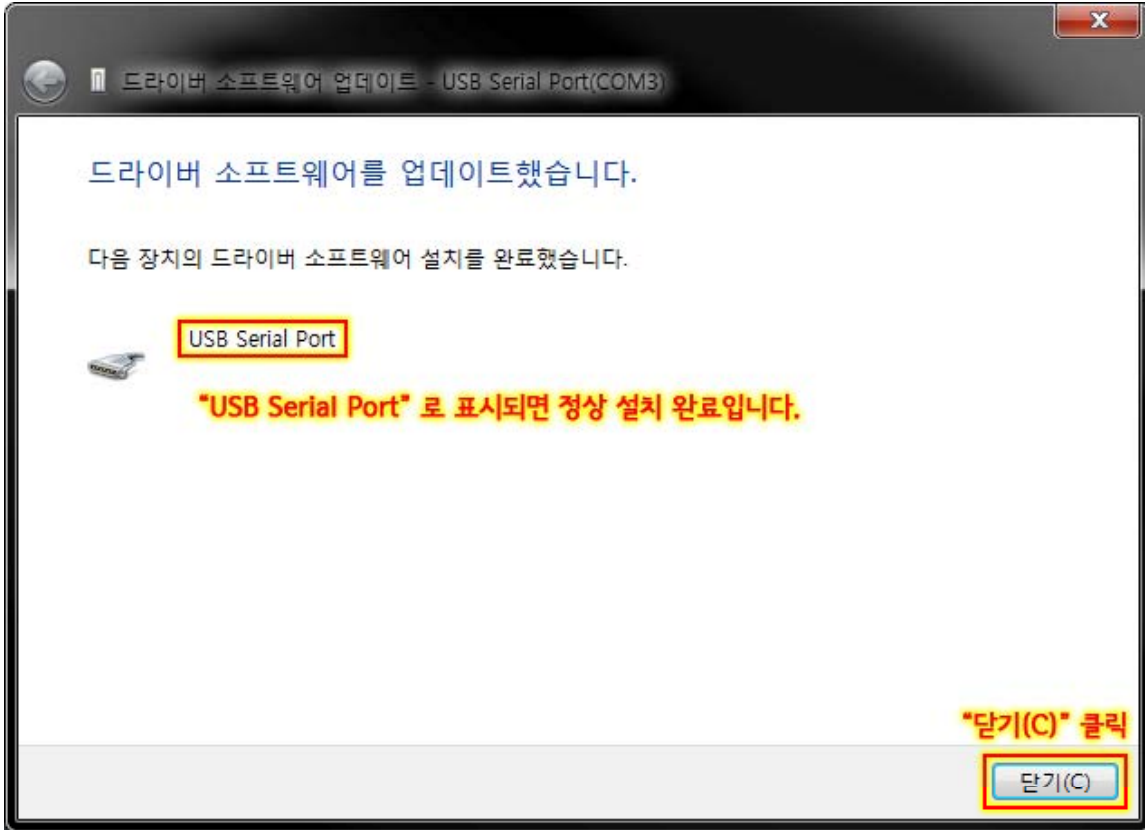 드라이버 소프트웨어 업데이트 - USB Serial Port(COM3)
드라이버 소프트웨어를 업데이트했습니다.
다음 장치의 드라이버 소프트웨어 설치를 완료했습니다.
USB Serial Port
"USB Serial Port" 로 표시되면 정상 설치 완료입니다.
"닫기(C)" 클릭
닫기(C)